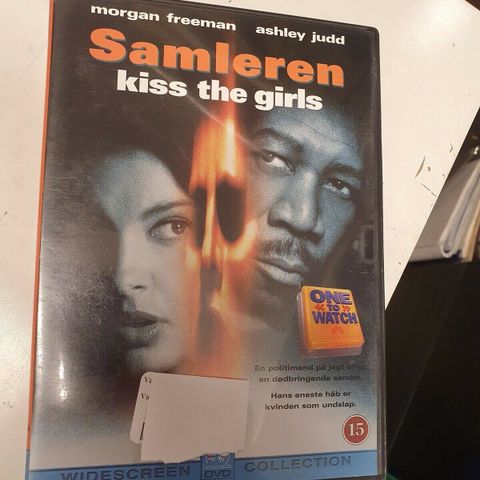 morgan freeman ashley judd
Samleren
kiss the girls
ONE
TO
WATCH
En politimand på jagt efter
en dødbringende samler.
Hans eneste håb er
kvinden som undslap.
15
WIDESCREEN DVD COLLECTION